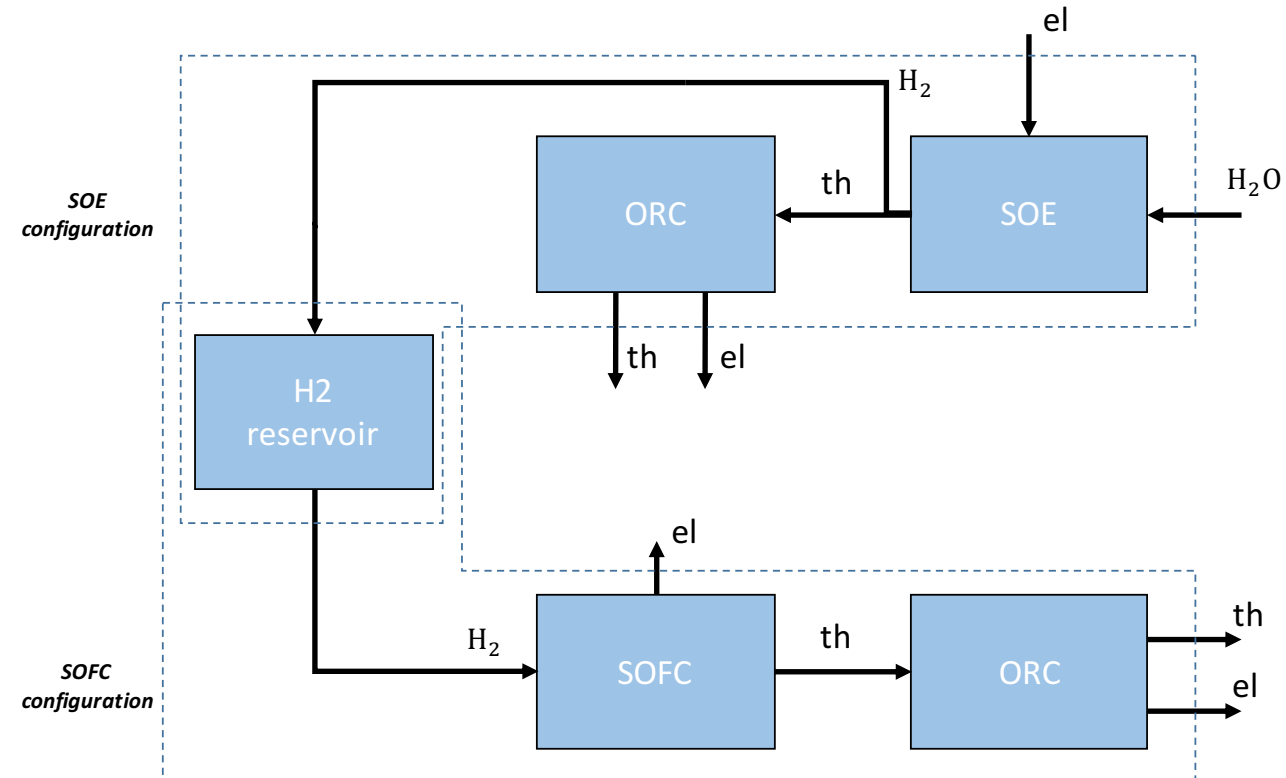 el
H₂
th
H₂O
SOE
configuration
ORC
SOE
th
el
H2
reservoir
el
H₂
th
th
SOFC
configuration
SOFC
ORC
el